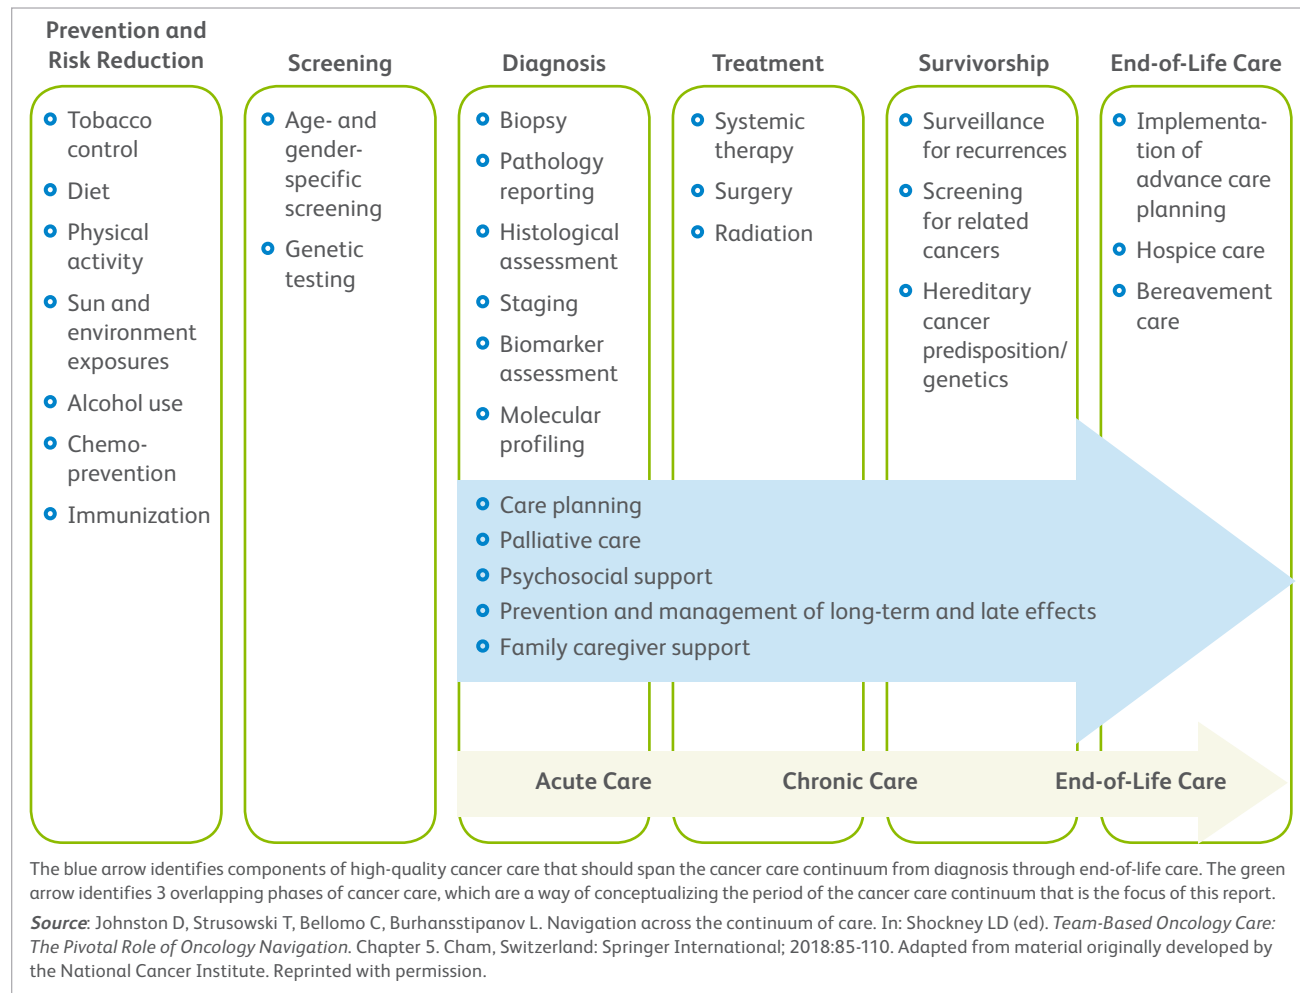 Prevention and
Risk Reduction
Tobacco
control
Diet
Physical
activity
Sun and
environment
exposures
Alcohol use
Chemo-
prevention
Immunization
Screening
Age- and
gender-
specific
screening
Genetic
testing
Diagnosis
Biopsy
Pathology
reporting
Histological
assessment
Staging
Biomarker
assessment
Molecular
profiling
Treatment
Systemic
therapy
Surgery
Radiation
Survivorship
Surveillance
for recurrences
Screening
for related
cancers
Hereditary
cancer
predisposition/
genetics
End-of-Life Care
Implementa-
tion of
advance care
planning
Hospice care
Bereavement
care
Care planning
Palliative care
Psychosocial support
Prevention and management of long-term and late effects
Family caregiver support
Acute Care
Chronic Care
End-of-Life Care
The blue arrow identifies components of high-quality cancer care that should span the cancer care continuum from diagnosis through end-of-life care. The green
arrow identifies 3 overlapping phases of cancer care, which are a way of conceptualizing the period of the cancer care continuum that is the focus of this report.
Source: Johnston D, Strusowski T, Bellomo C, Burhansstipanov L. Navigation across the continuum of care. In: Shockney LD (ed). Team-Based Oncology Care:
The Pivotal Role of Oncology Navigation. Chapter 5. Cham, Switzerland: Springer International; 2018:85-110. Adapted from material originally developed by
the National Cancer Institute. Reprinted with permission.